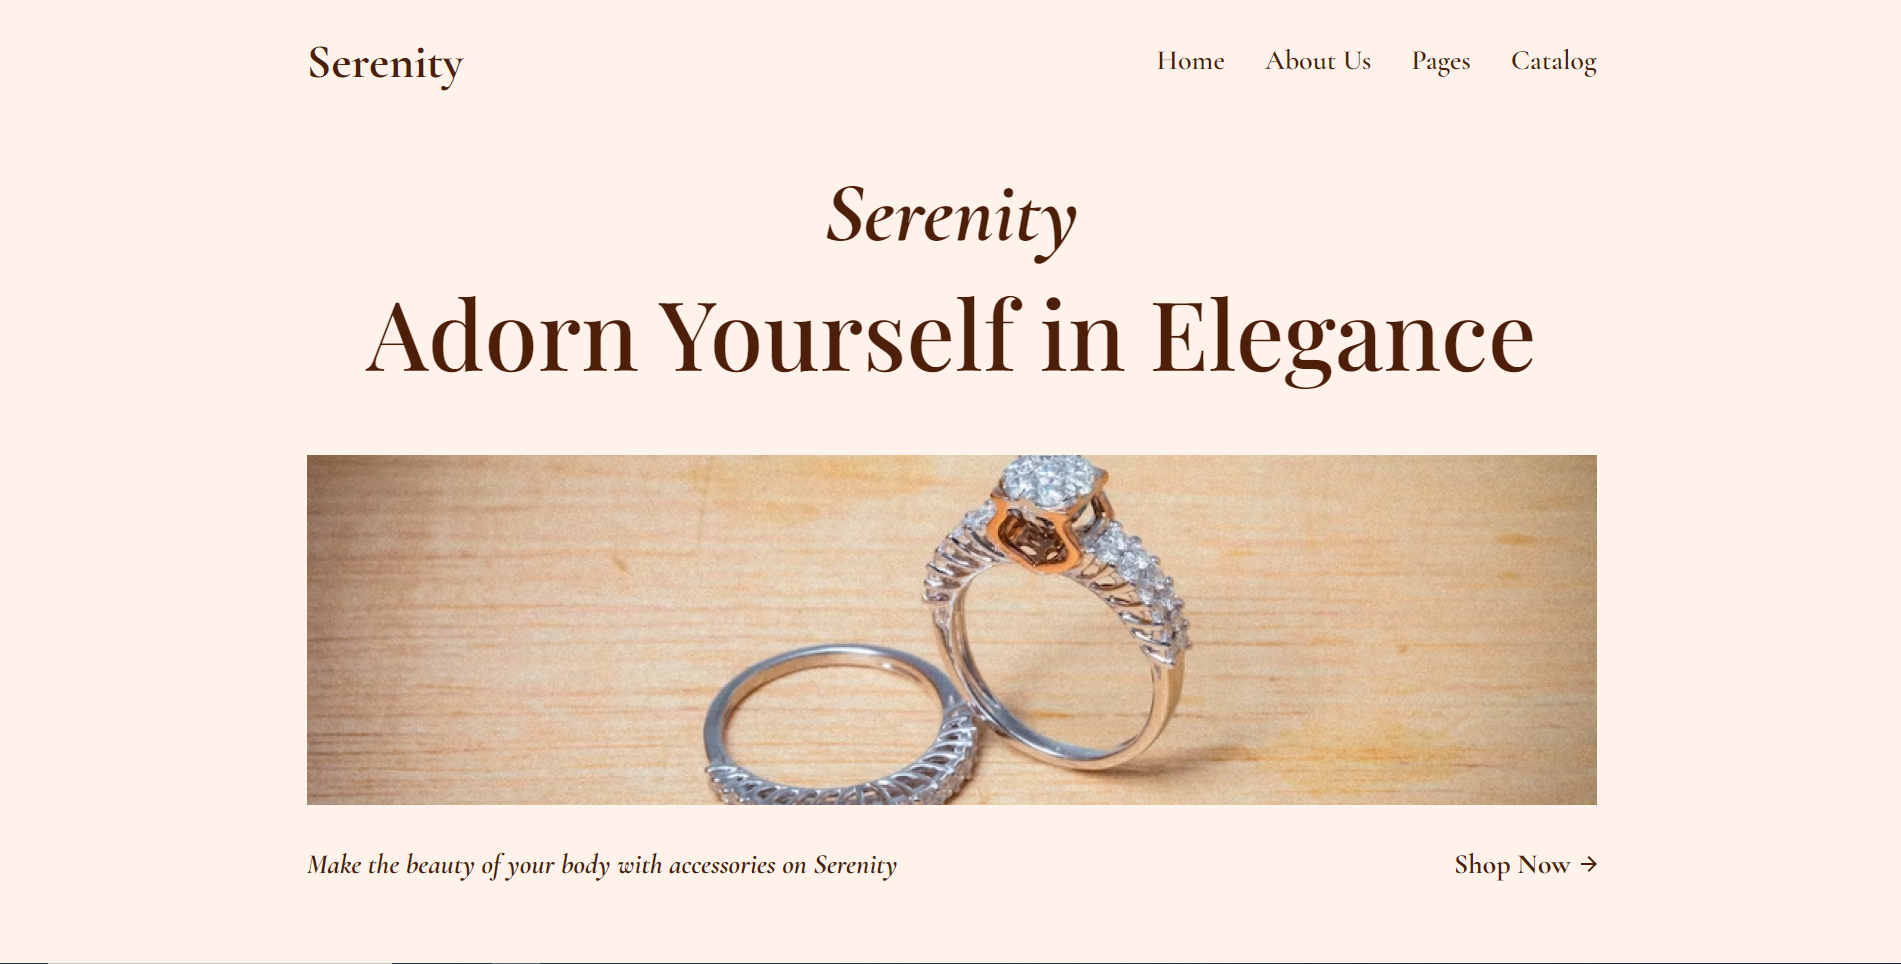 Serenity
Home About Us Pages Catalog
Serenity
Adorn Yourself in Elegance
Make the beauty of your body with accessories on Serenity
Shop Now →